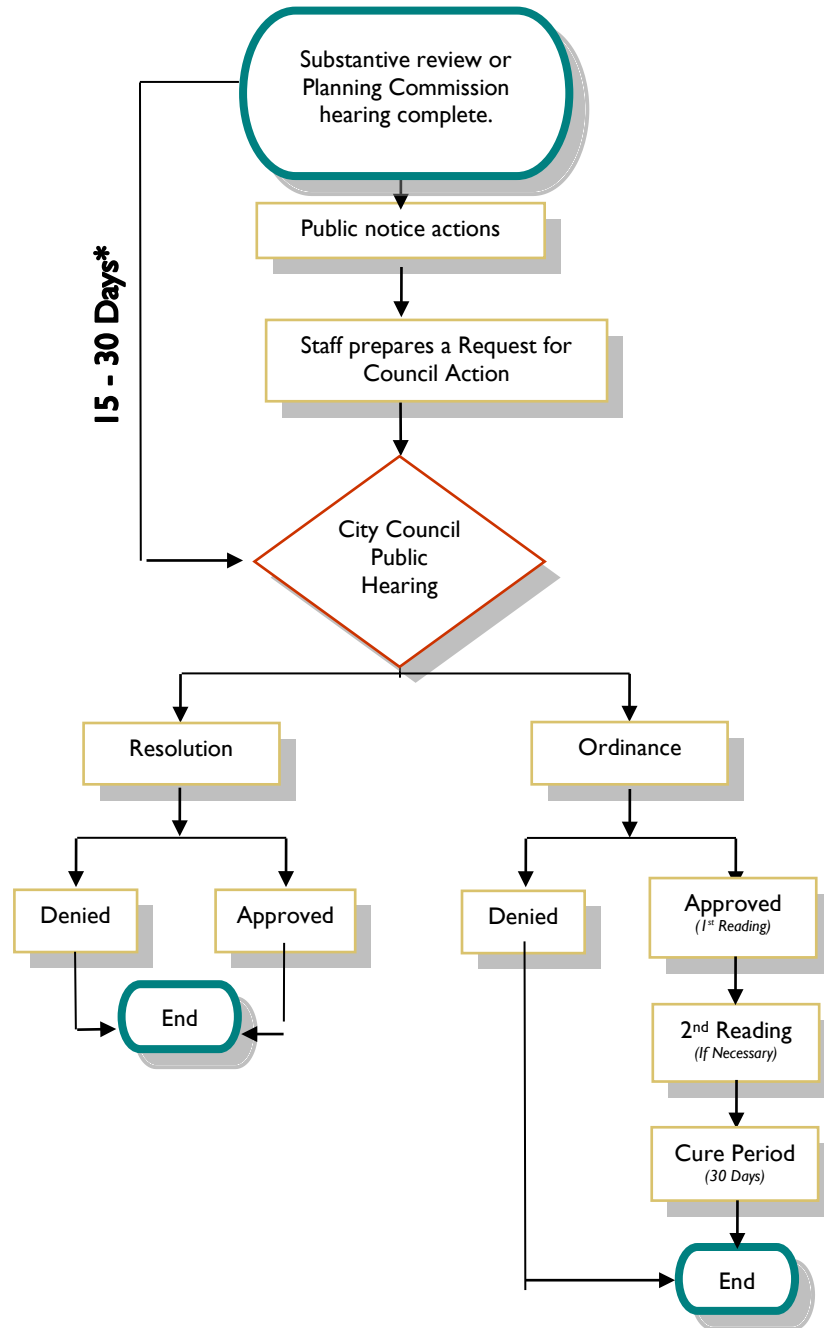 Substantive review or
Planning Commission
hearing complete.
Public notice actions
15 - 30 Days*
Staff prepares a Request for
Council Action
City Council
Public
Hearing
Resolution
Ordinance
Denied
Approved
Denied
Approved
(1st Reading)
End
2nd Reading
(If Necessary)
Cure Period
(30 Days)
End